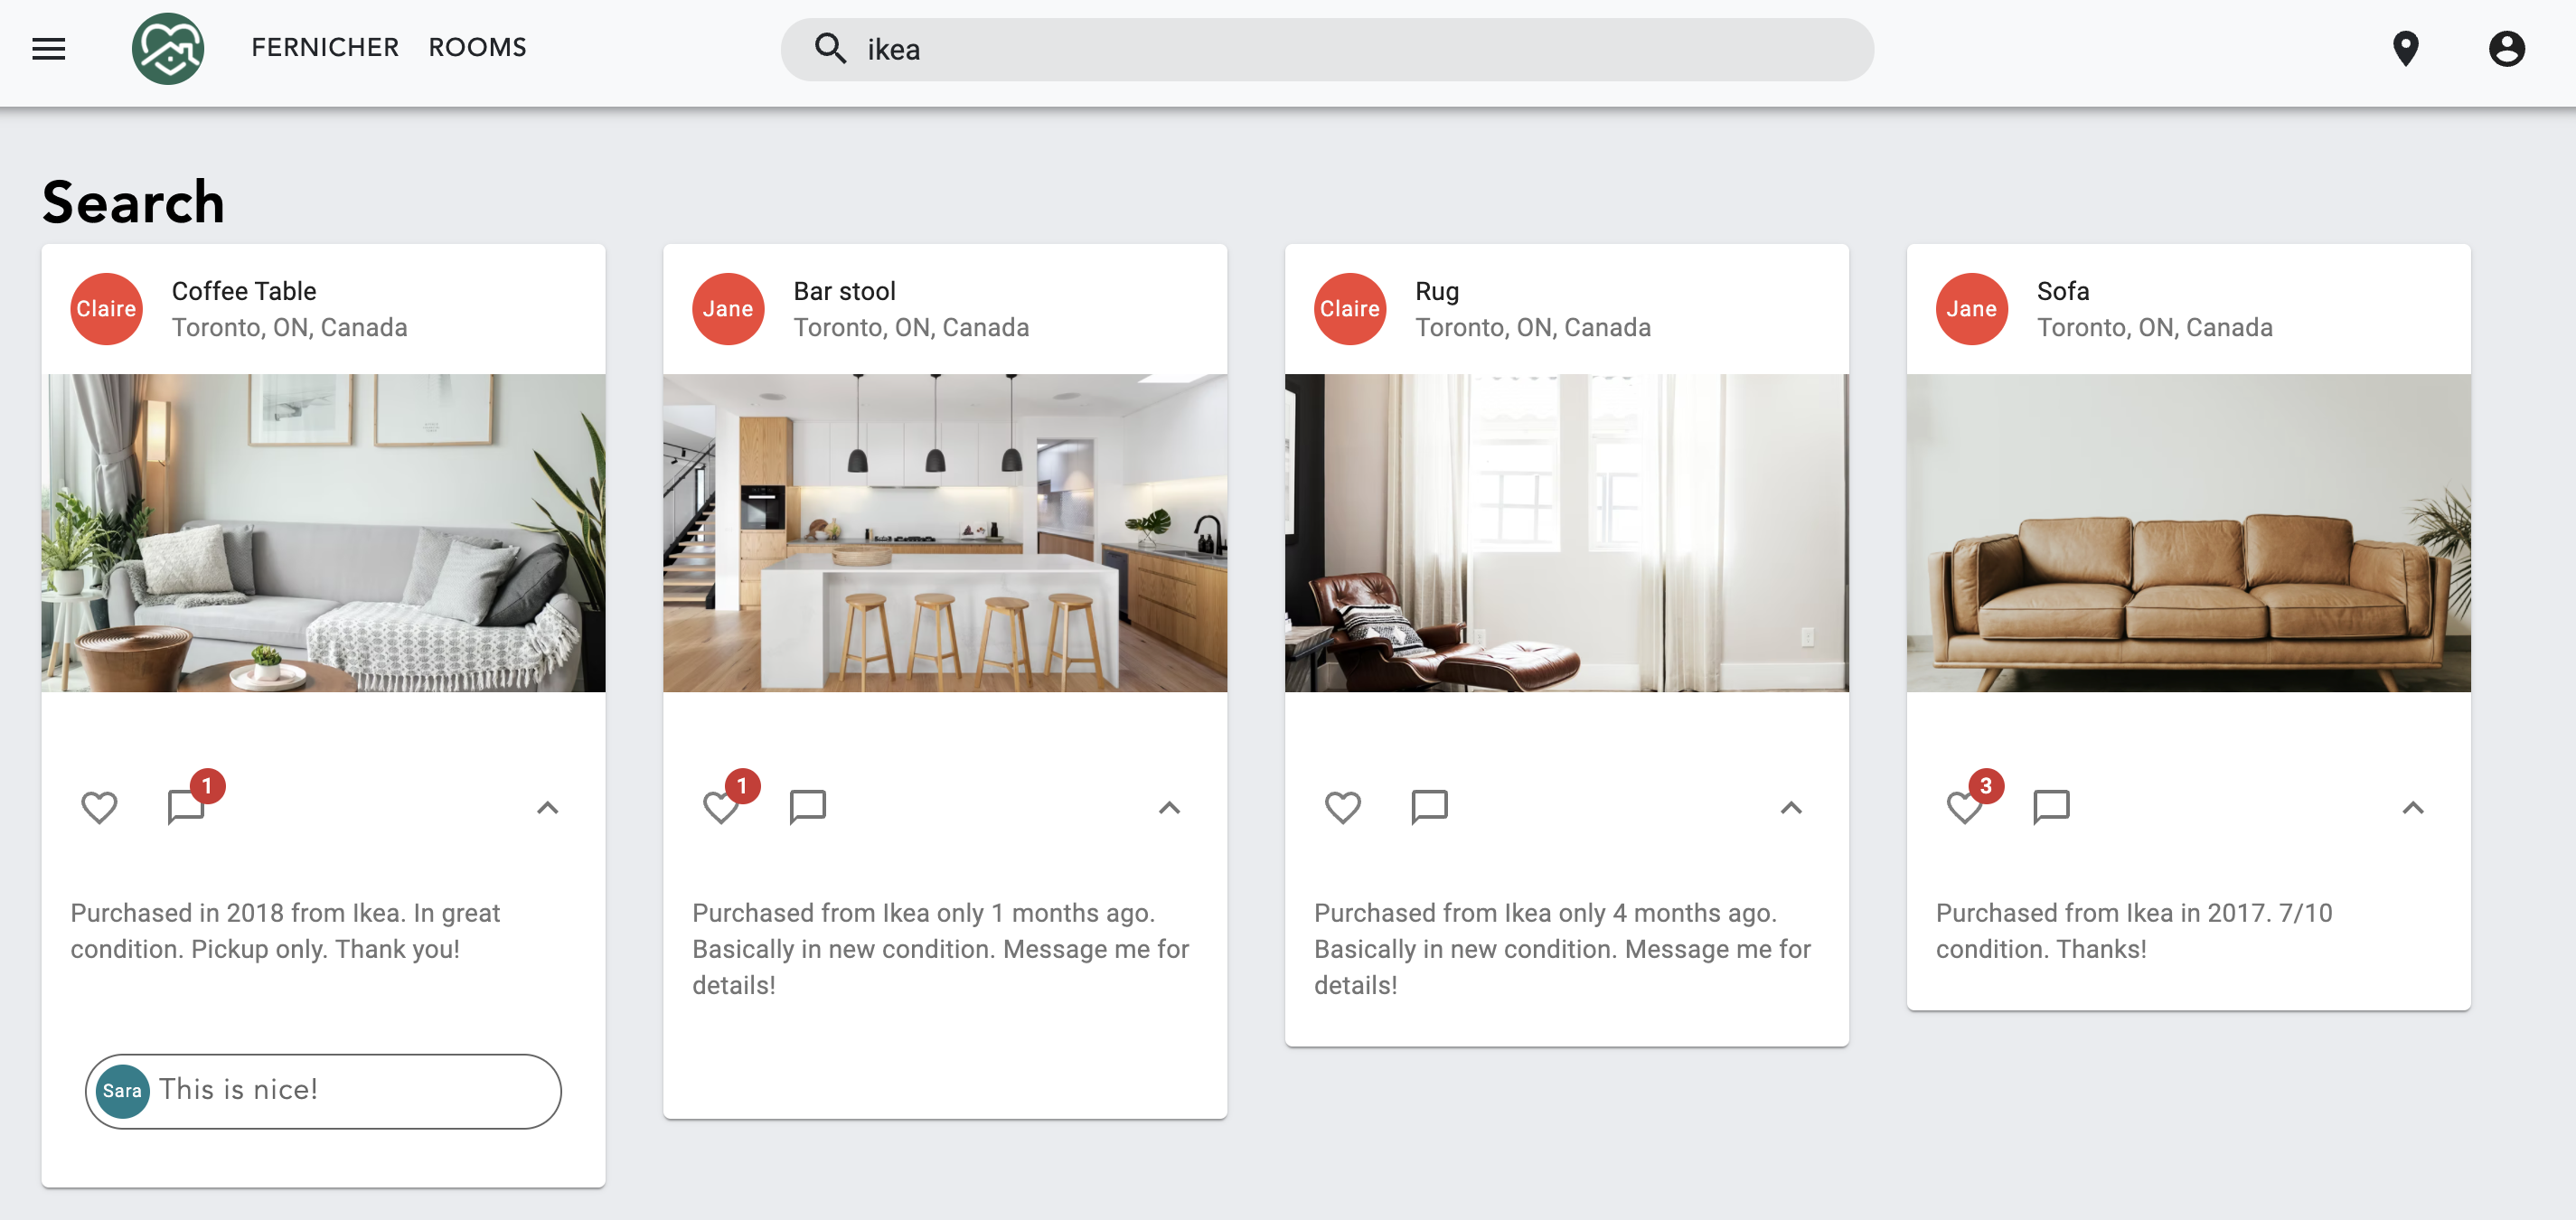 FERNICHER ROOMS
ikea
Search
Claire
Coffee Table
Toronto, ON, Canada
1
Purchased in 2018 from Ikea. In great
condition. Pickup only. Thank you!
Sara
This is nice!
Jane
Bar stool
Toronto, ON, Canada
1
Purchased from Ikea only 1 months ago.
Basically in new condition. Message me for
details!
Claire
Rug
Toronto, ON, Canada
Purchased from Ikea only 4 months ago.
Basically in new condition. Message me for
details!
Jane
Sofa
Toronto, ON, Canada
3
Purchased from Ikea in 2017. 7/10
condition. Thanks!